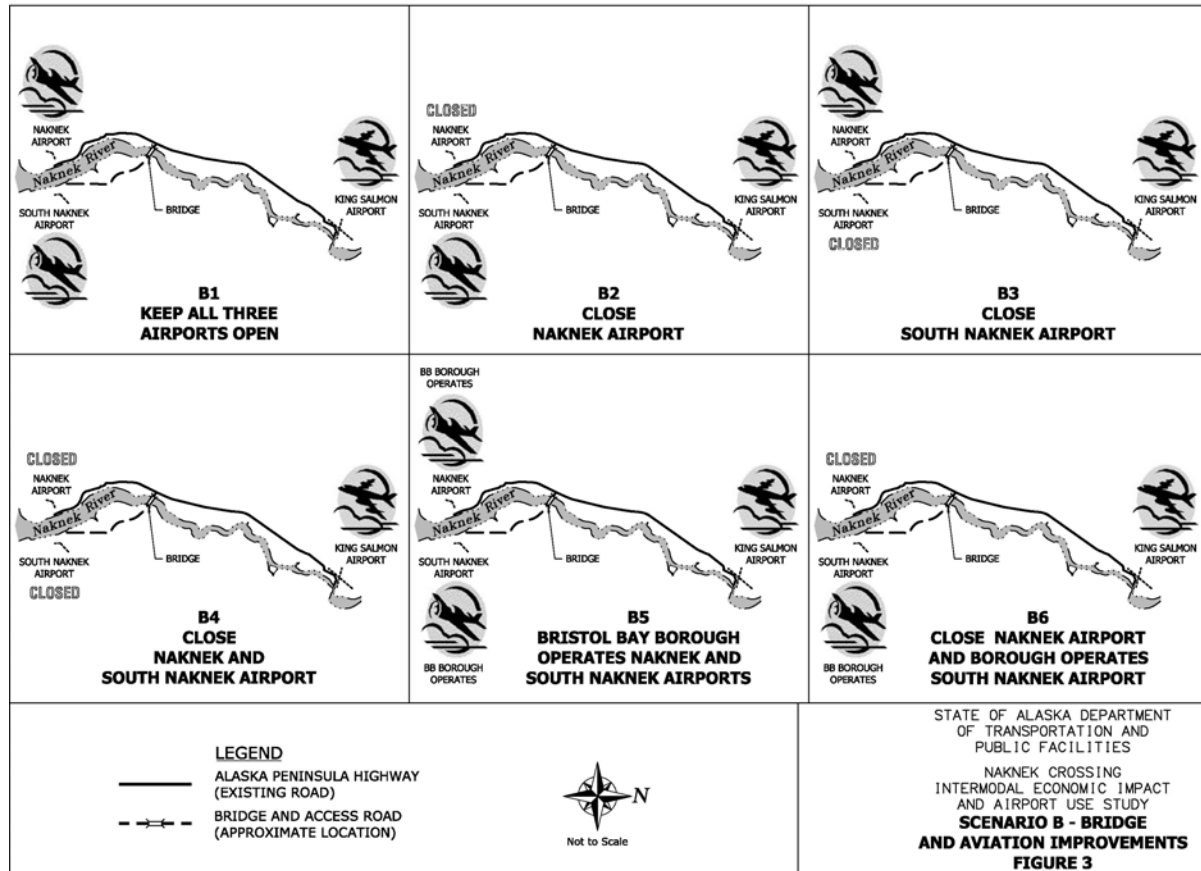 NAKNEK
AIRPORT
Naknek River
SOUTH NAKNEK
AIRPORT
BRIDGE
KING SALMON
AIRPORT
B1
KEEP ALL THREE
AIRPORTS OPEN
CLOSED
NAKNEK
AIRPORT
Naknek River
SOUTH NAKNEK
AIRPORT
BRIDGE
KING SALMON
AIRPORT
B2
CLOSE
NAKNEK AIRPORT
NAKNEK
AIRPORT
Naknek River
SOUTH NAKNEK
AIRPORT
CLOSED
BRIDGE
KING SALMON
AIRPORT
B3
CLOSE
SOUTH NAKNEK AIRPORT
CLOSED
NAKNEK
AIRPORT
Naknek River
SOUTH NAKNEK
AIRPORT
CLOSED
BRIDGE
KING SALMON
AIRPORT
B4
CLOSE
NAKNEK AND
SOUTH NAKNEK AIRPORT
BB BOROUGH
OPERATES
NAKNEK
AIRPORT
Naknek River
SOUTH NAKNEK
AIRPORT
BB BOROUGH
OPERATES
BRIDGE
KING SALMON
AIRPORT
B5
BRISTOL BAY BOROUGH
OPERATES NAKNEK AND
SOUTH NAKNEK AIRPORTS
CLOSED
NAKNEK
AIRPORT
Naknek River
SOUTH NAKNEK
AIRPORT
BB BOROUGH
OPERATES
BRIDGE
KING SALMON
AIRPORT
B6
CLOSE NAKNEK AIRPORT
AND BOROUGH OPERATES
SOUTH NAKNEK AIRPORT
LEGEND
ALASKA PENINSULA HIGHWAY
(EXISTING ROAD)
BRIDGE AND ACCESS ROAD
(APPROXIMATE LOCATION)
N
Not to Scale
STATE OF ALASKA DEPARTMENT
OF TRANSPORTATION AND
PUBLIC FACILITIES
NAKNEK CROSSING
INTERMODAL ECONOMIC IMPACT
AND AIRPORT USE STUDY
SCENARIO B - BRIDGE
AND AVIATION IMPROVEMENTS
FIGURE 3